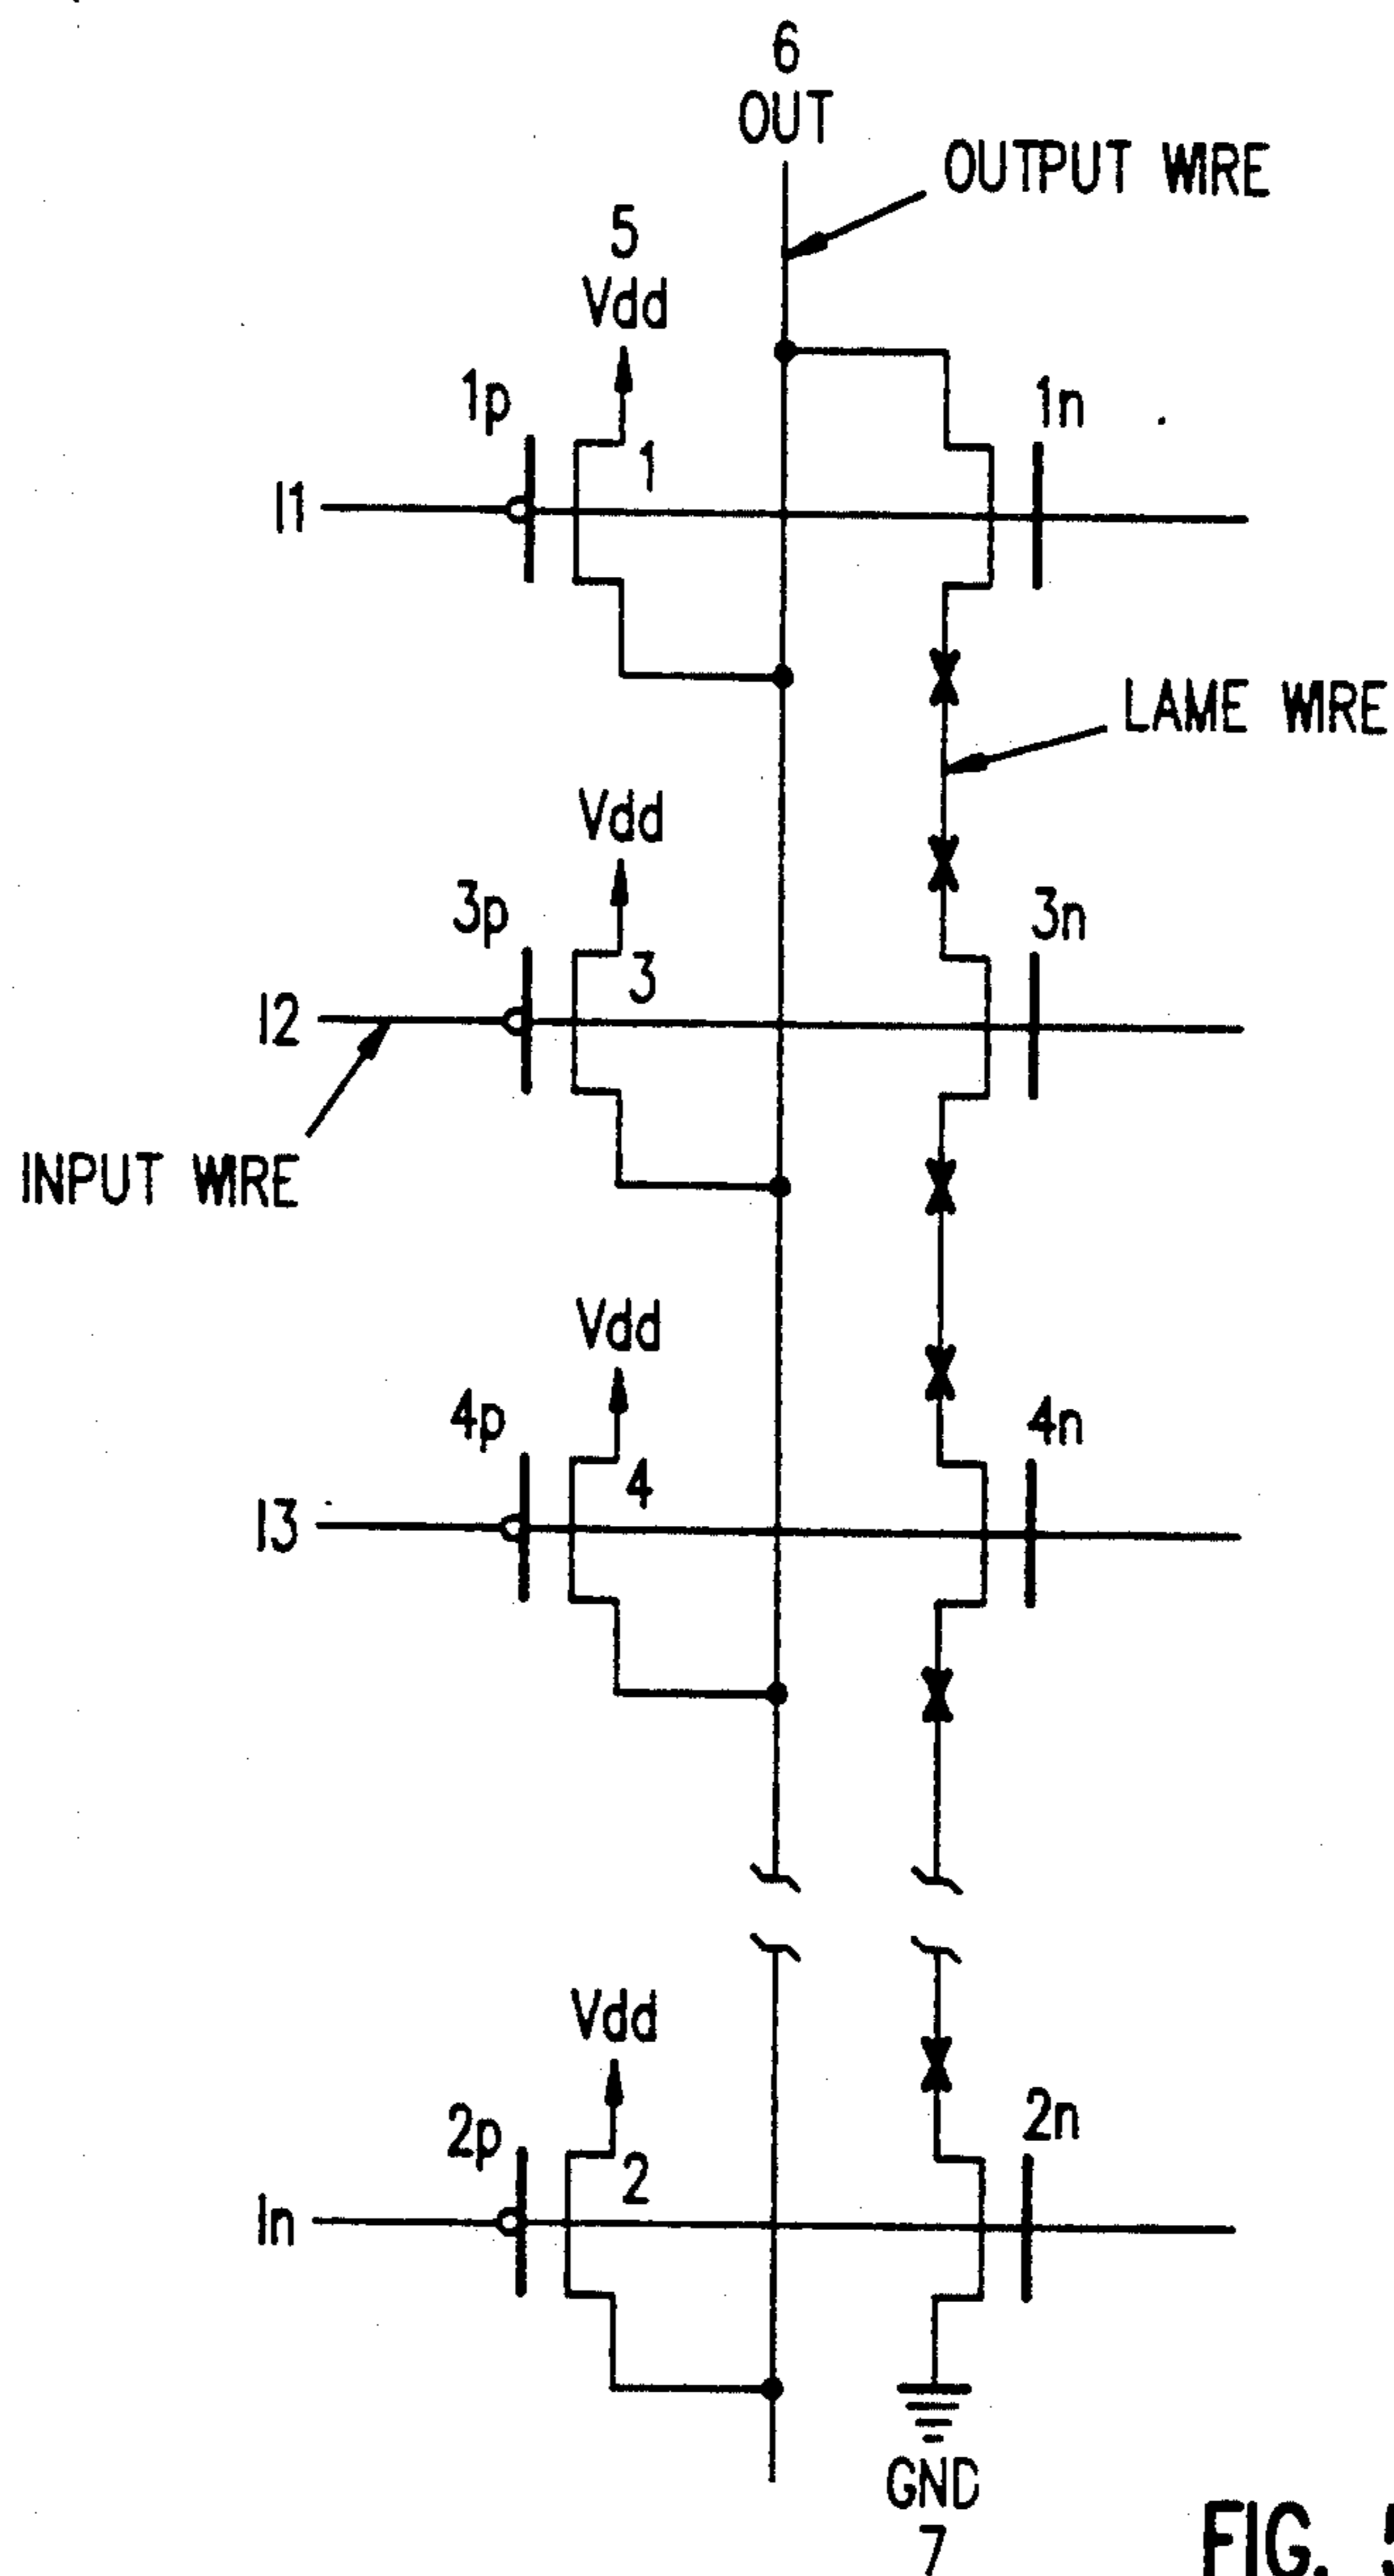 6
OUT
OUTPUT WIRE
5
Vdd
1p
1
1n
I1
LAME WIRE
Vdd
3p
3
3n
I2
INPUT WIRE
Vdd
4p
4
4n
I3
Vdd
2p
2
2n
In
GND
7
FIG. 5